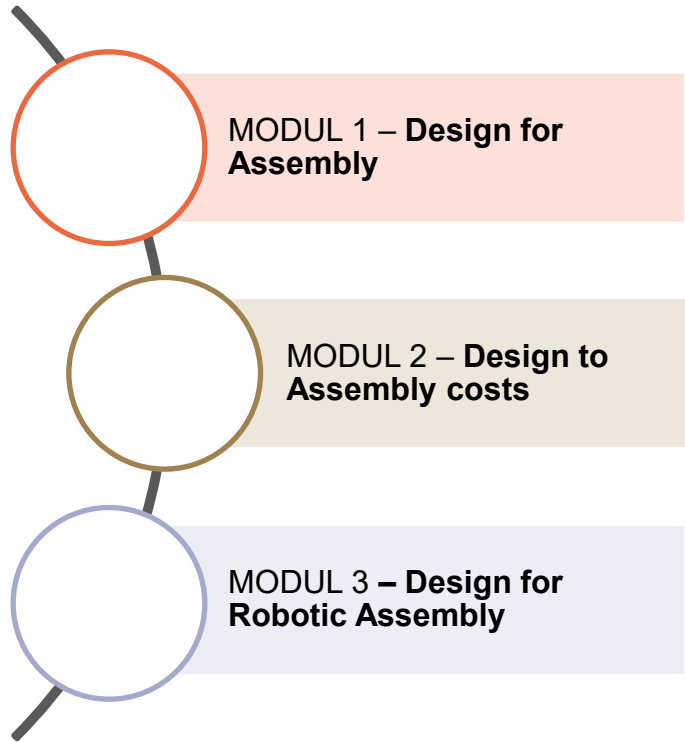 MODUL 1 – Design for
Assembly
MODUL 2 – Design to
Assembly costs
MODUL 3 – Design for
Robotic Assembly